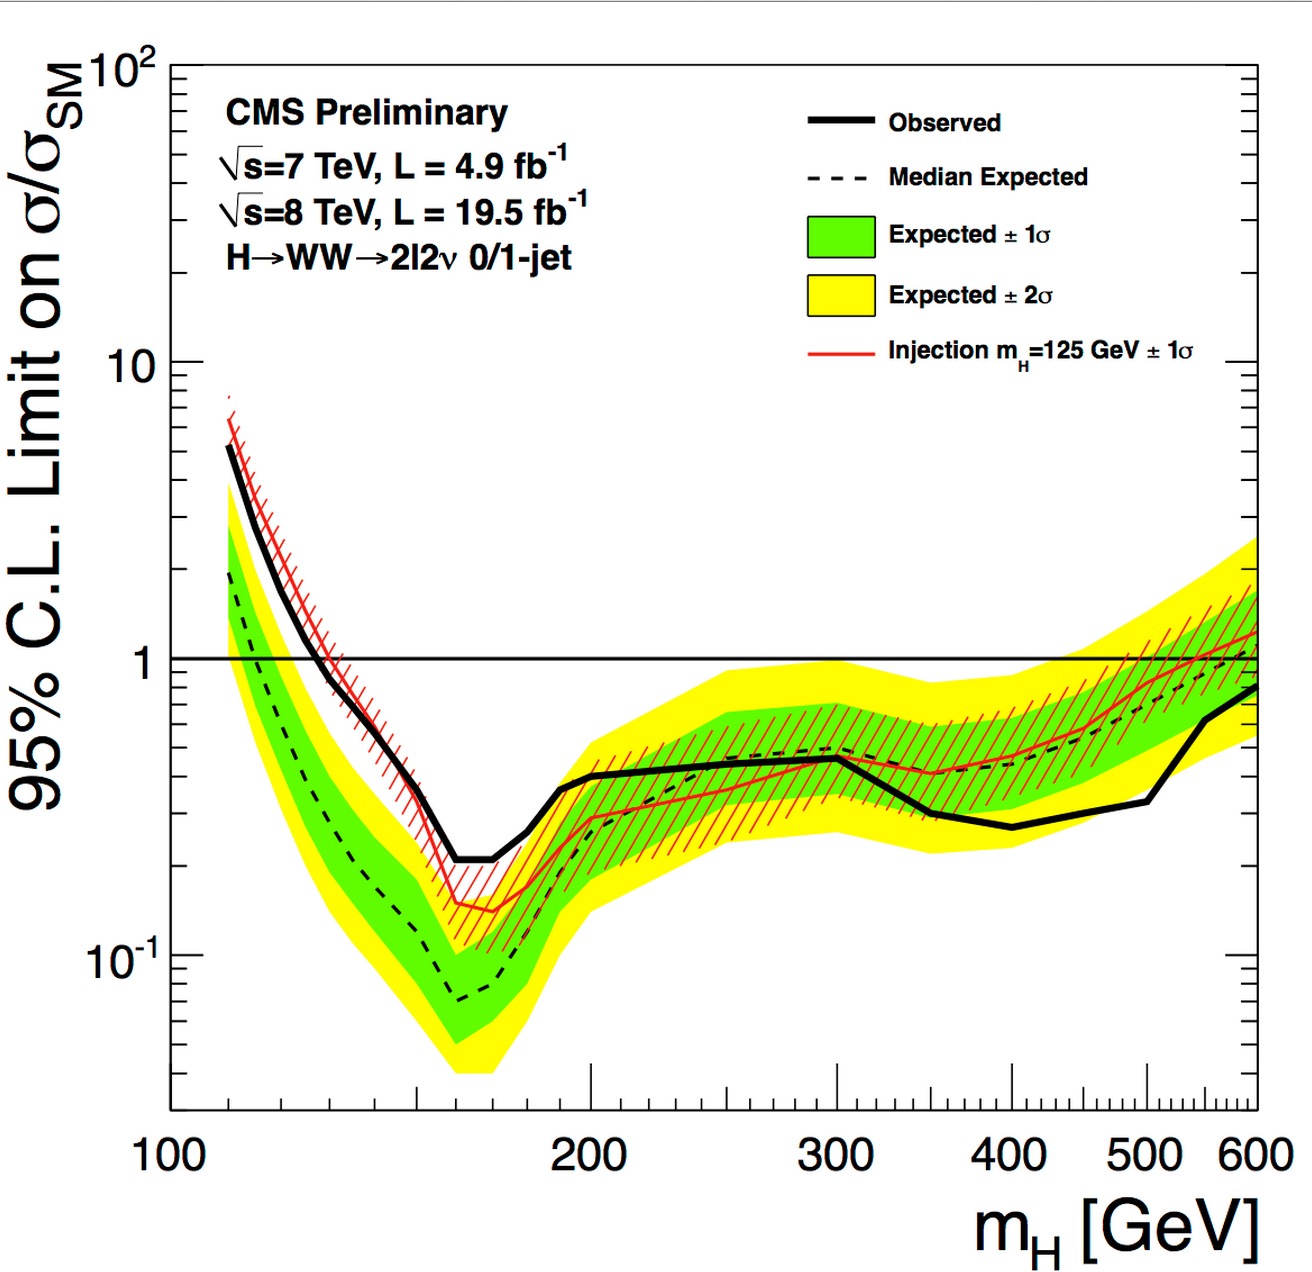 95% C.L. Limit on σ/σSM
10²
10
1
10⁻¹
CMS Preliminary
√s=7 TeV, L = 4.9 fb⁻¹
√s=8 TeV, L = 19.5 fb⁻¹
H→WW→2l2ν 0/1-jet
Observed
Median Expected
Expected ± 1σ
Expected ± 2σ
Injection mH=125 GeV ± 1σ
100 200 300 400 500 600
mH [GeV]